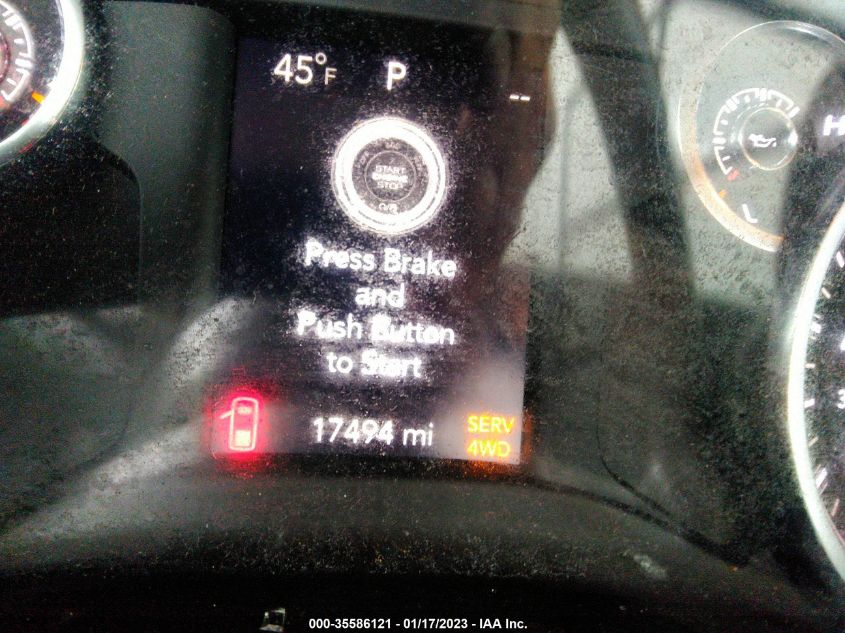 45°F P
--
START
STOP
Press Brake
and
Push Button
to Start
17494 mi
SERV
4WD
H
000-35586121 - 01/17/2023 - IAA Inc.